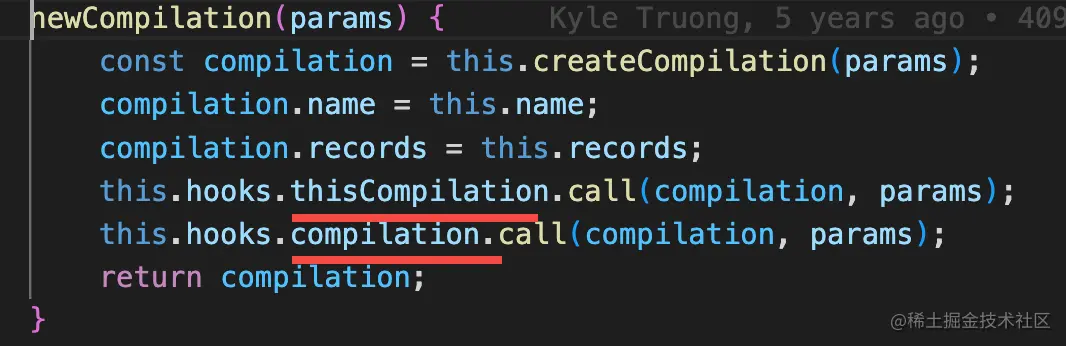 newCompilation(params) { Kyle Truong, 5 years ago • 409
const compilation = this.createCompilation(params);
compilation.name = this.name;
compilation.records = this.records;
this.hooks.thisCompilation.call(compilation, params);
this.hooks.compilation.call(compilation, params);
return compilation;
}
@稀土掘金技术社区